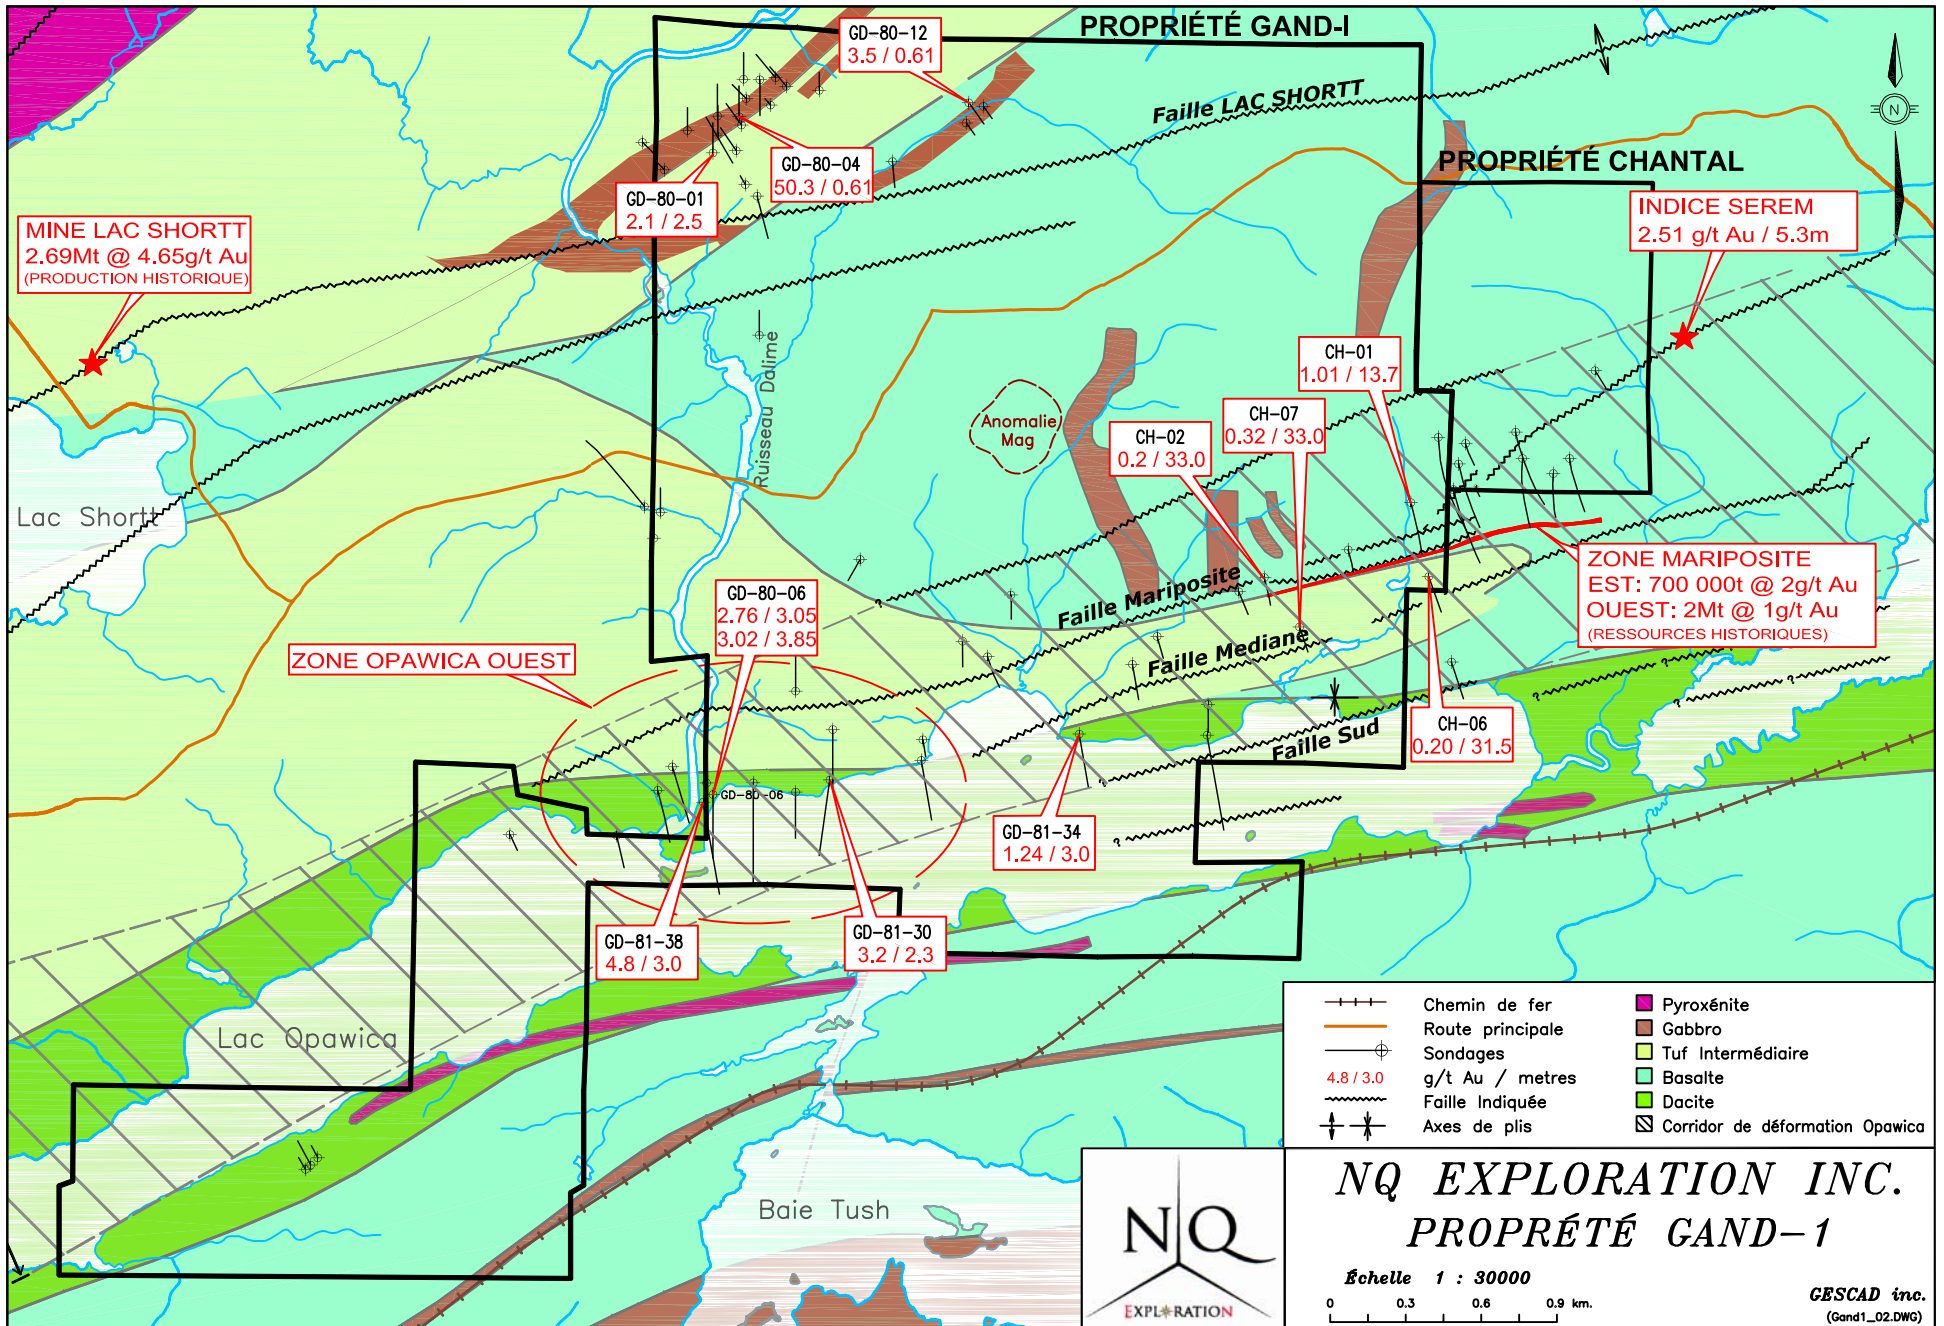 PROPRIÉTÉ GAND-I
GD-80-12
3.5 / 0.61
Faille LAC SHORTT
N
PROPRIÉTÉ CHANTAL
GD-80-04
50.3 / 0.61
GD-80-01
2.1 / 2.5
MINE LAC SHORTT
2.69Mt @ 4.65g/t Au
(PRODUCTION HISTORIQUE)
INDICE SEREM
2.51 g/t Au / 5.3m
Ruisseau Dalime
CH-01
1.01 / 13.7
Anomalie
Mag
CH-07
0.32 / 33.0
CH-02
0.2 / 33.0
Lac Shortt
ZONE MARIPOSITE
EST: 700 000t @ 2g/t Au
OUEST: 2Mt @ 1g/t Au
(RESSOURCES HISTORIQUES)
Faille Mariposite
GD-80-06
2.76 / 3.05
3.02 / 3.85
Faille Mediane
ZONE OPAWICA OUEST
Faille Sud
CH-06
0.20 / 31.5
GD-80-06
GD-81-34
1.24 / 3.0
GD-81-38
4.8 / 3.0
GD-81-30
3.2 / 2.3
Lac Opawica
Baie Tush
Chemin de fer
Route principale
Sondages
4.8 / 3.0 g/t Au / metres
Faille Indiquée
Axes de plis
Pyroxénite
Gabbro
Tuf Intermédiaire
Basalte
Dacite
Corridor de déformation Opawica
NQ
EXPLORATION
NQ EXPLORATION INC.
PROPRÉTÉ GAND-1
Échelle 1 : 30000
0 0.3 0.6 0.9 km.
GESCAD inc.
(Gand1_02.DWG)
? ? ? ? ? ? ? ? ? ?